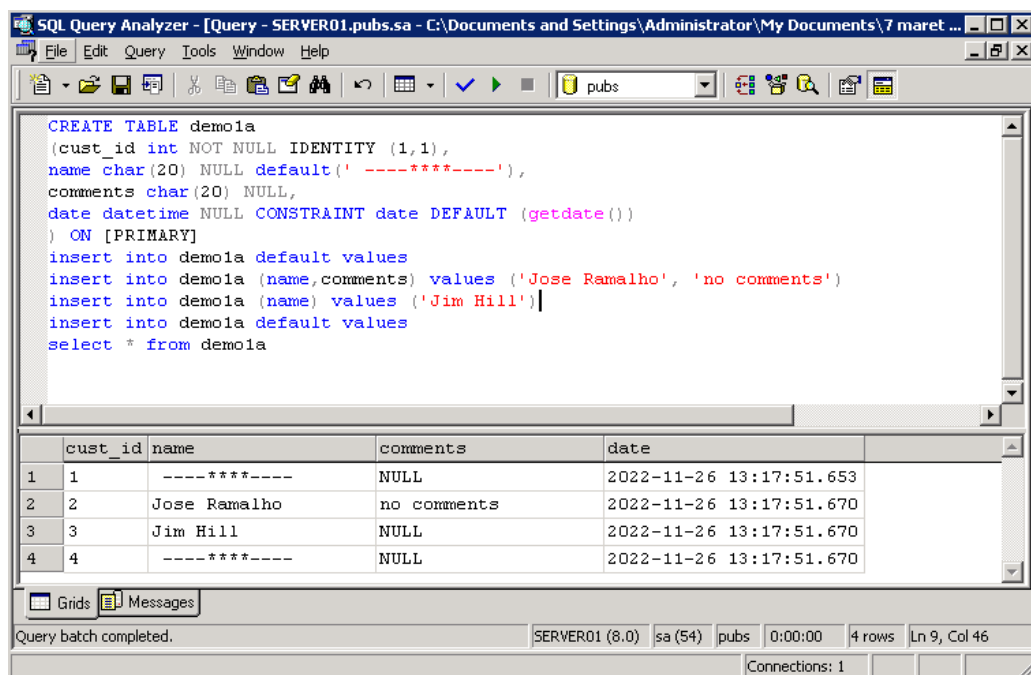 SQL Query Analyzer - [Query - SERVER01.pubs.sa - C:\Documents and Settings\Administrator\My Documents\7 maret ...
File Edit Query Tools Window Help
pubs
CREATE TABLE demo1a
(cust_id int NOT NULL IDENTITY (1,1),
name char(20) NULL default(' ----****----'),
comments char(20) NULL,
date datetime NULL CONSTRAINT date DEFAULT (getdate())
) ON [PRIMARY]
insert into demo1a default values
insert into demo1a (name,comments) values ('Jose Ramalho', 'no comments')
insert into demo1a (name) values ('Jim Hill')
insert into demo1a default values
select * from demo1a
cust_id name comments date
1 1 ----****---- NULL 2022-11-26 13:17:51.653
2 2 Jose Ramalho no comments 2022-11-26 13:17:51.670
3 3 Jim Hill NULL 2022-11-26 13:17:51.670
4 4 ----****---- NULL 2022-11-26 13:17:51.670
Grids Messages
Query batch completed. SERVER01 (8.0) sa (54) pubs 0:00:00 4 rows Ln 9, Col 46
Connections: 1